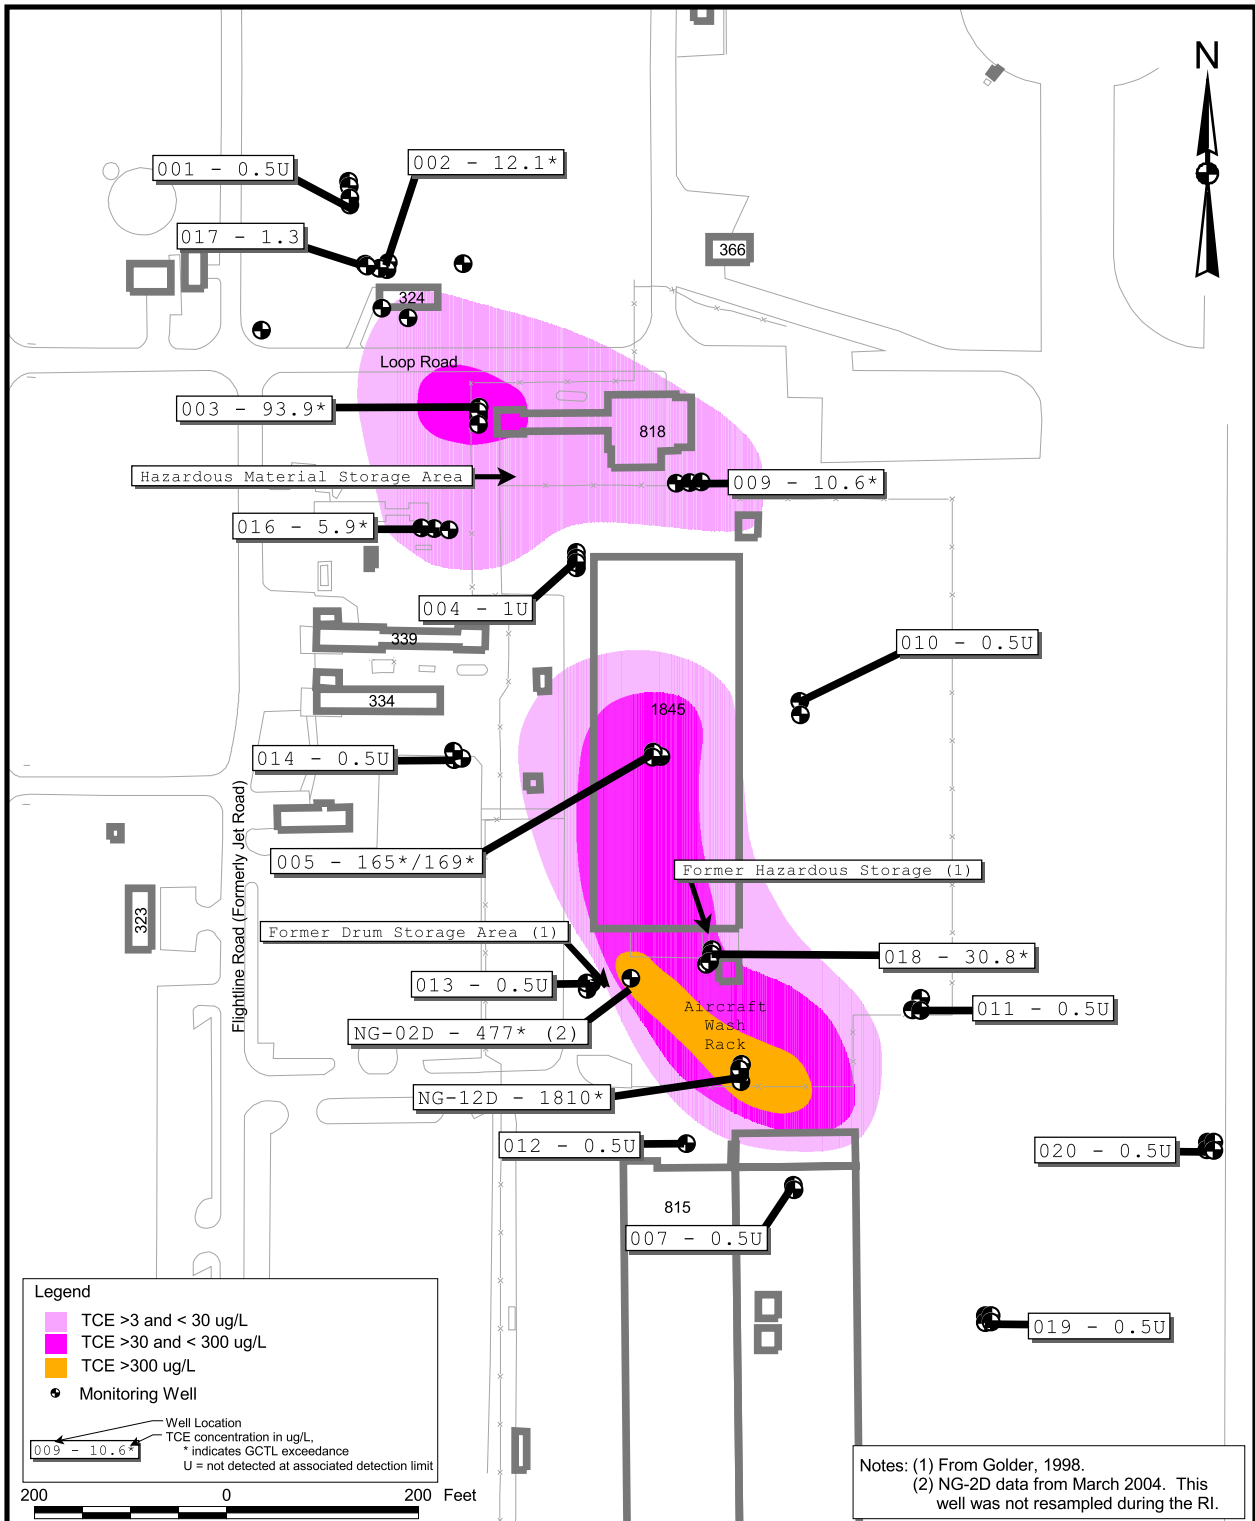 N
001 - 0.5U
002 - 12.1*
017 - 1.3
366
324
Loop Road
003 - 93.9*
818
Hazardous Material Storage Area
009 - 10.6*
016 - 5.9*
004 - 1U
339
010 - 0.5U
334
1845
014 - 0.5U
Flightline Road (Formerly Jet Road)
005 - 165*/169*
Former Hazardous Storage (1)
323
Former Drum Storage Area (1)
018 - 30.8*
013 - 0.5U
Aircraft
Wash
Rack
011 - 0.5U
NG-02D - 477* (2)
NG-12D - 1810*
012 - 0.5U
020 - 0.5U
815
007 - 0.5U
019 - 0.5U
Legend
TCE >3 and < 30 ug/L
TCE >30 and < 300 ug/L
TCE >300 ug/L
Monitoring Well
Well Location
TCE concentration in ug/L,
* indicates GCTL exceedance
U = not detected at associated detection limit
009 - 10.6*
200 0 200 Feet
Notes: (1) From Golder, 1998.
(2) NG-2D data from March 2004. This
well was not resampled during the RI.